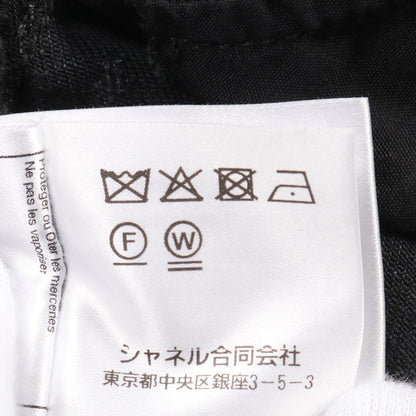 Protéger ou Oter les merceries
Ne pas les vaporiser
F W
シャネル合同会社
東京都中央区銀座3-5-3